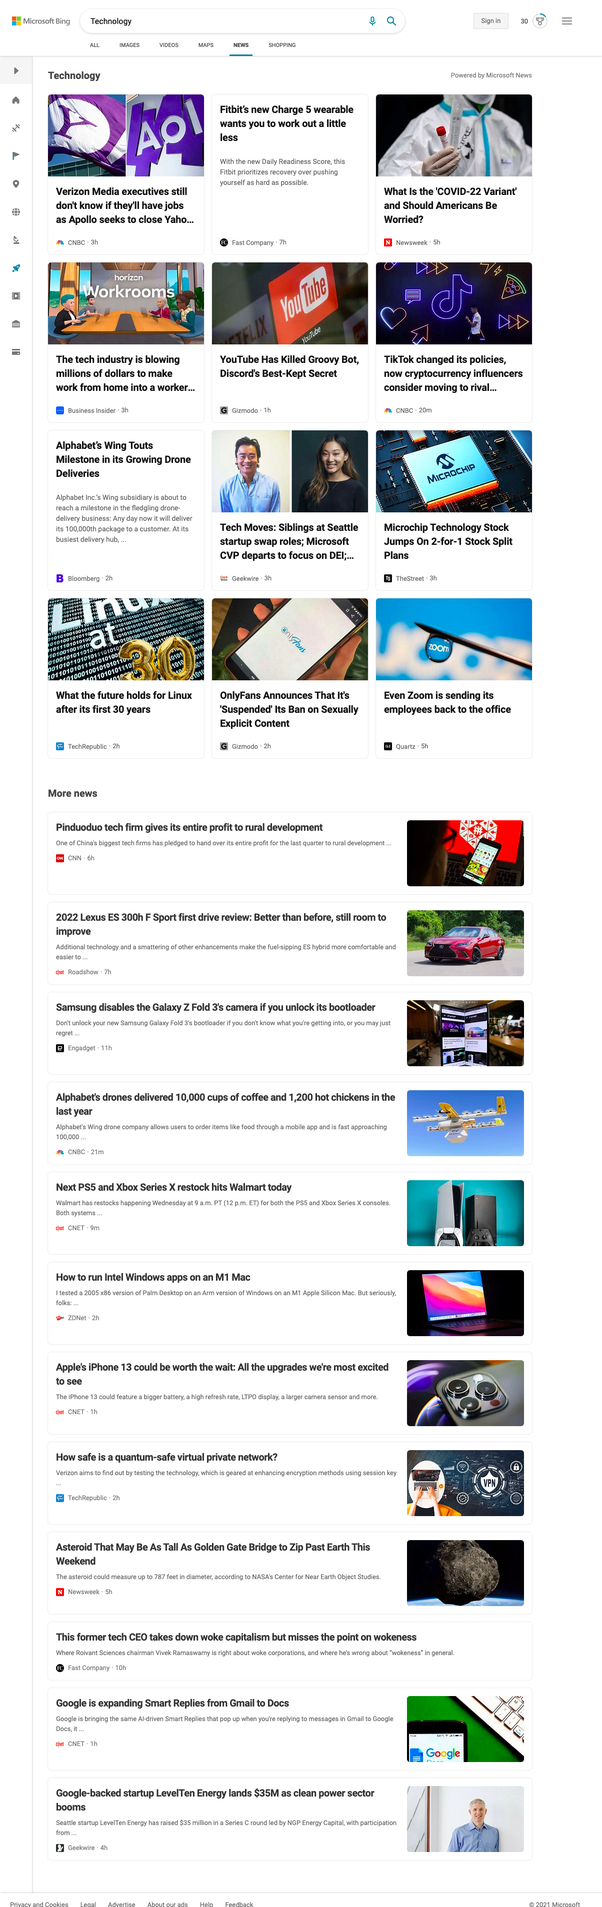 Microsoft Bing
Technology
Sign in
30
ALL
IMAGES
VIDEOS
MAPS
NEWS
SHOPPING
Technology
Powered by Microsoft News
Aol
Verizon Media executives still
don't know if they'll have jobs
as Apollo seeks to close Yaho...
CNBC · 3h
Fitbit's new Charge 5 wearable
wants you to work out a little
less
With the new Daily Readiness Score, this
Fitbit prioritizes recovery over pushing
yourself as hard as possible.
Fast Company · 7h
What Is the 'COVID-22 Variant'
and Should Americans Be
Worried?
Newsweek · 5h
horizon
Workrooms
The tech industry is blowing
millions of dollars to make
work from home into a worker...
Business Insider · 3h
YouTube
NETFLIX
YouTube
YouTube Has Killed Groovy Bot,
Discord's Best-Kept Secret
Gizmodo · 1h
TikTok changed its policies,
now cryptocurrency influencers
consider moving to rival...
CNBC · 20m
Alphabet's Wing Touts
Milestone in its Growing Drone
Deliveries
Alphabet Inc.'s Wing subsidiary is about to
reach a milestone in the fledgling drone-
delivery business: Any day now it will deliver
its 100,000th package to a customer. At its
busiest delivery hub, ...
Bloomberg · 2h
Tech Moves: Siblings at Seattle
startup swap roles; Microsoft
CVP departs to focus on DEI;...
Geekwire · 3h
MICROCHIP
Microchip Technology Stock
Jumps On 2-for-1 Stock Split
Plans
TheStreet · 3h
Linux
at
30
What the future holds for Linux
after its first 30 years
TechRepublic · 2h
OnlyFans
OnlyFans Announces That It's
'Suspended' Its Ban on Sexually
Explicit Content
Gizmodo · 2h
zoom
Even Zoom is sending its
employees back to the office
Quartz · 5h
More news
Pinduoduo tech firm gives its entire profit to rural development
One of China's biggest tech firms has pledged to hand over its entire profit for the last quarter to rural development ...
CNN · 6h
2022 Lexus ES 300h F Sport first drive review: Better than before, still room to
improve
Additional technology and a smattering of other enhancements make the fuel-sipping ES hybrid more comfortable and
easier to ...
Roadshow · 7h
Samsung disables the Galaxy Z Fold 3's camera if you unlock its bootloader
Don't unlock your new Samsung Galaxy Fold 3's bootloader if you don't know what you're getting into, or you may just
regret ...
Engadget · 11h
Alphabet's drones delivered 10,000 cups of coffee and 1,200 hot chickens in the
last year
Alphabet's Wing drone company allows users to order items like food through a mobile app and is fast approaching
100,000 ...
CNBC · 21m
Next PS5 and Xbox Series X restock hits Walmart today
Walmart has restocks happening Wednesday at 9 a.m. PT (12 p.m. ET) for both the PS5 and Xbox Series X consoles.
Both systems ...
CNET · 9m
How to run Intel Windows apps on an M1 Mac
I tested a 2005 x86 version of Palm Desktop on an Arm version of Windows on an M1 Apple Silicon Mac. But seriously,
folks: ...
ZDNet · 2h
Apple's iPhone 13 could be worth the wait: All the upgrades we're most excited
to see
The iPhone 13 could feature a bigger battery, a high refresh rate, LTPO display, a larger camera sensor and more.
CNET · 1h
How safe is a quantum-safe virtual private network?
Verizon aims to find out by testing the technology, which is geared at enhancing encryption methods using session key
...
TechRepublic · 2h
VPN
Asteroid That May Be As Tall As Golden Gate Bridge to Zip Past Earth This
Weekend
The asteroid could measure up to 787 feet in diameter, according to NASA's Center for Near Earth Object Studies.
Newsweek · 5h
This former tech CEO takes down woke capitalism but misses the point on wokeness
Where Roivant Sciences chairman Vivek Ramaswamy is right about woke corporations, and where he's wrong about "wokeness" in general.
Fast Company · 10h
Google is expanding Smart Replies from Gmail to Docs
Google is bringing the same AI-driven Smart Replies that pop up when you're replying to messages in Gmail to Google
Docs, it ...
CNET · 1h
Google
Google-backed startup LevelTen Energy lands $35M as clean power sector
booms
Seattle startup LevelTen Energy has raised $35 million in a Series C round led by NGP Energy Capital, with participation
from ...
Geekwire · 4h
Privacy and Cookies
Legal
Advertise
About our ads
Help
Feedback
© 2021 Microsoft